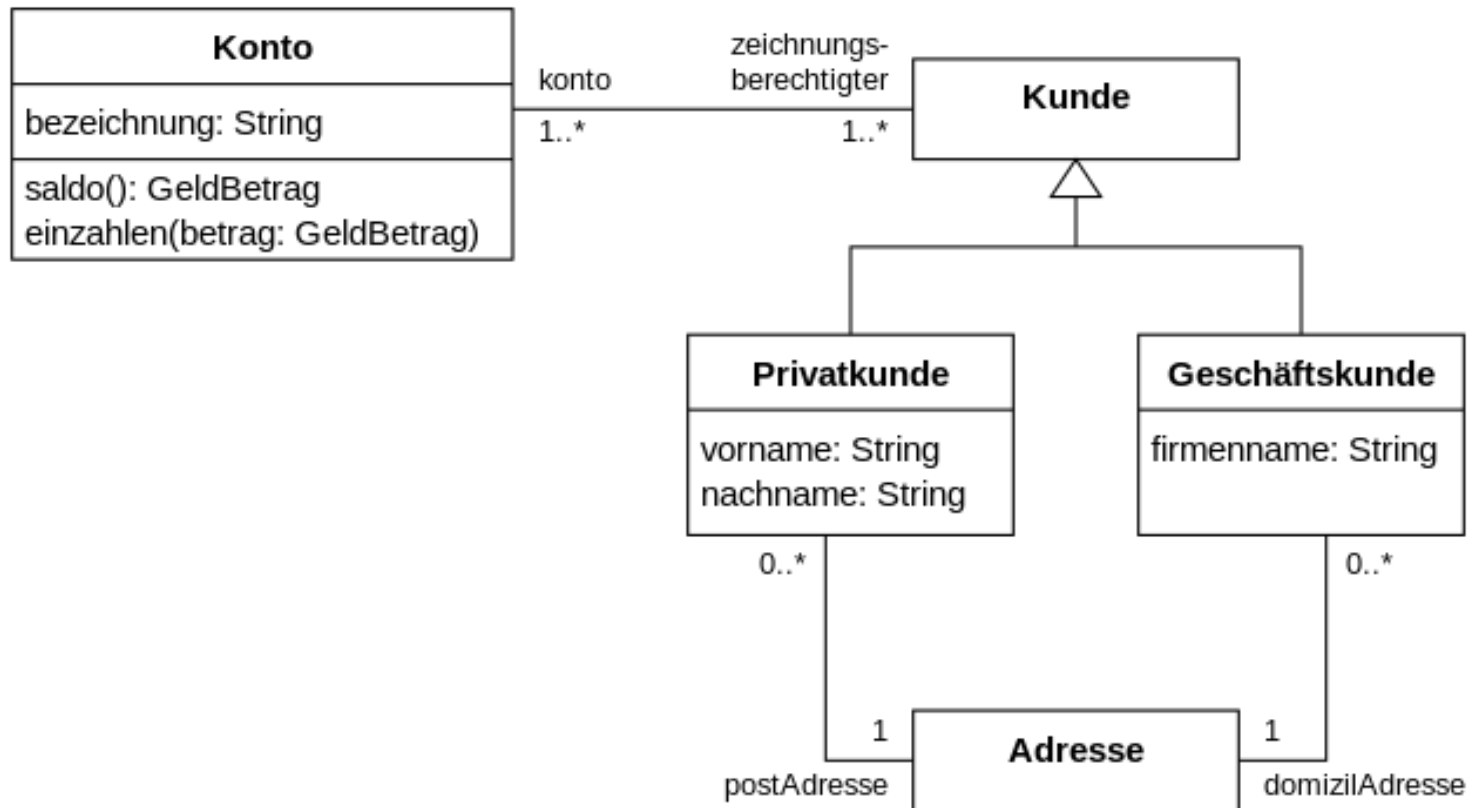 Konto
bezeichnung: String
saldo(): GeldBetrag
einzahlen(betrag: GeldBetrag)
konto
1..*
zeichnungs-
berechtigter
1..*
Kunde
Privatkunde
vorname: String
nachname: String
0..*
Geschäftskunde
firmenname: String
0..*
1
postAdresse
Adresse
1
domizilAdresse